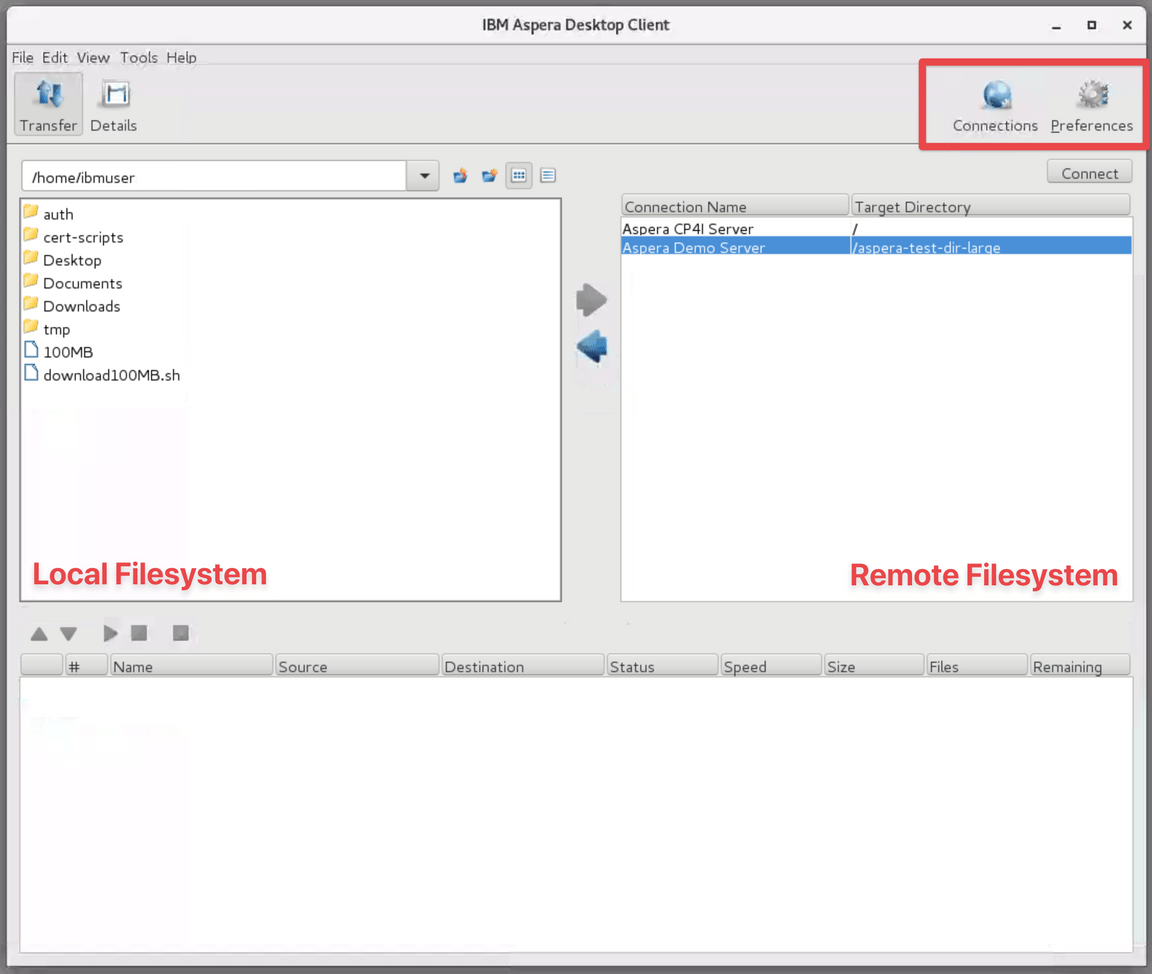 IBM Aspera Desktop Client
File Edit View Tools Help
Transfer Details Connections Preferences
/home/ibmuser
Connect
Connection Name Target Directory
Aspera CP4I Server /
Aspera Demo Server /aspera-test-dir-large
auth
cert-scripts
Desktop
Documents
Downloads
tmp
100MB
download100MB.sh
Local Filesystem
Remote Filesystem
# Name Source Destination Status Speed Size Files Remaining